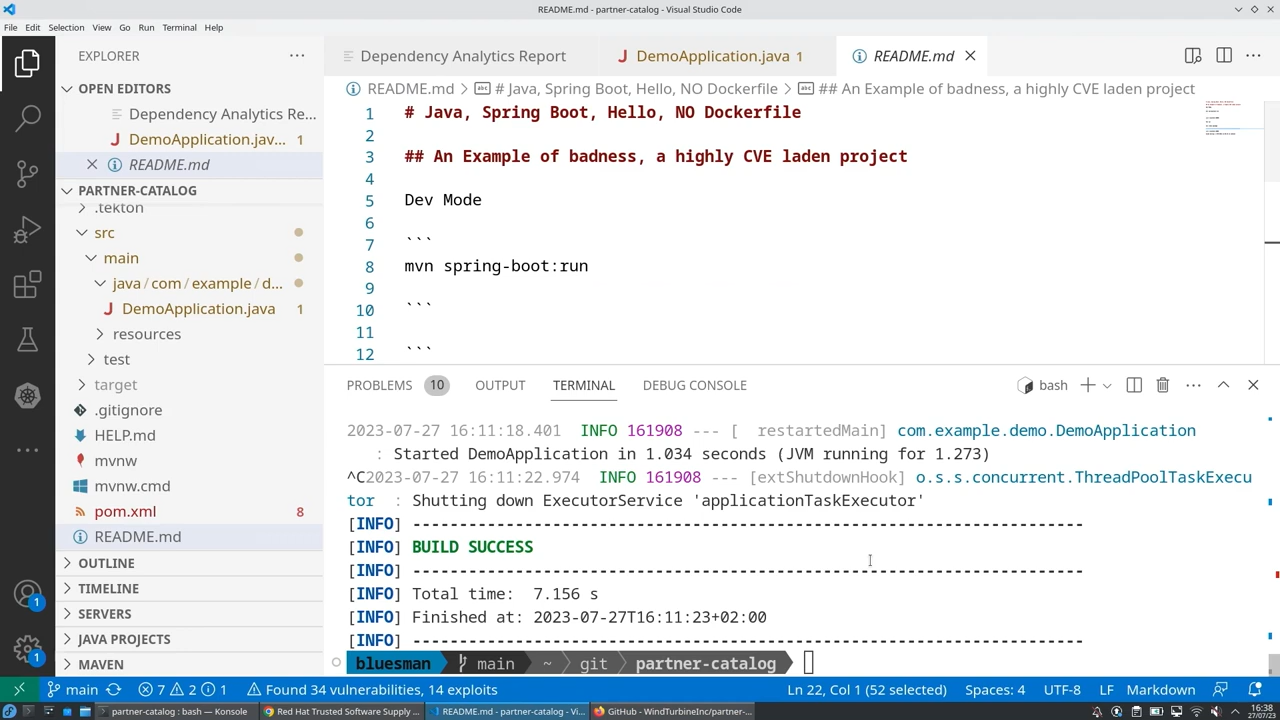 README.md - partner-catalog - Visual Studio Code
File Edit Selection View Go Run Terminal Help
EXPLORER
OPEN EDITORS
Dependency Analytics Re...
DemoApplication.jav... 1
README.md
PARTNER-CATALOG
.tekton
src
main
java/com/example/d...
DemoApplication.java 1
resources
test
target
.gitignore
HELP.md
mvnw
mvnw.cmd
pom.xml 8
README.md
OUTLINE
TIMELINE
SERVERS
JAVA PROJECTS
MAVEN
1
1
Dependency Analytics Report
DemoApplication.java 1
README.md
README.md > # Java, Spring Boot, Hello, NO Dockerfile > ## An Example of badness, a highly CVE laden project
1 # Java, Spring Boot, Hello, NO Dockerfile
2
3 ## An Example of badness, a highly CVE laden project
4
5 Dev Mode
6
7 ```
8 mvn spring-boot:run
9
10 ```
11
12 ```
PROBLEMS 10 OUTPUT TERMINAL DEBUG CONSOLE bash
2023-07-27 16:11:18.401 INFO 161908 --- [ restartedMain] com.example.demo.DemoApplication
: Started DemoApplication in 1.034 seconds (JVM running for 1.273)
^C2023-07-27 16:11:22.974 INFO 161908 --- [extShutdownHook] o.s.s.concurrent.ThreadPoolTaskExecu
tor : Shutting down ExecutorService 'applicationTaskExecutor'
[INFO] ------------------------------------------------------------------------
[INFO] BUILD SUCCESS
[INFO] ------------------------------------------------------------------------
[INFO] Total time: 7.156 s
[INFO] Finished at: 2023-07-27T16:11:23+02:00
[INFO] ------------------------------------------------------------------------
bluesman main ~ git partner-catalog
main 7 2 1 Found 34 vulnerabilities, 14 exploits Ln 22, Col 1 (52 selected) Spaces: 4 UTF-8 LF Markdown
partner-catalog : bash — Konsole Red Hat Trusted Software Supply ... README.md - partner-catalog - Vi... GitHub - WindTurbineInc/partner-... 16:38
27/07/23